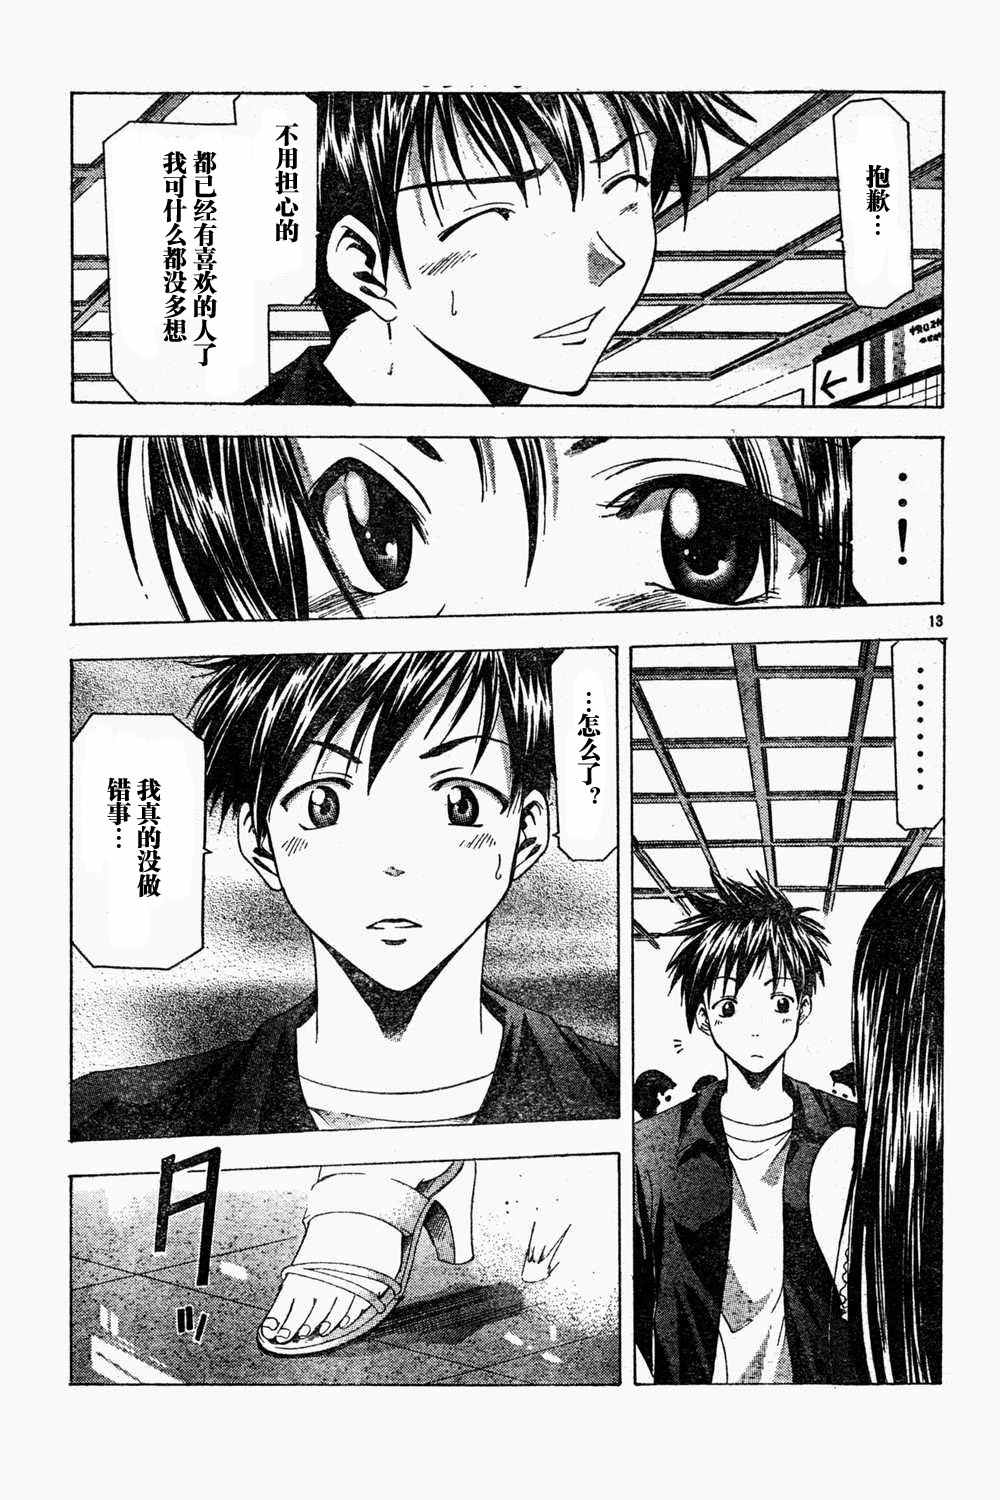 抱歉…
不用担心的
都已经有喜欢的人了
我可什么都没多想
…！
13
………
…怎么了？
我真的没做
错事…